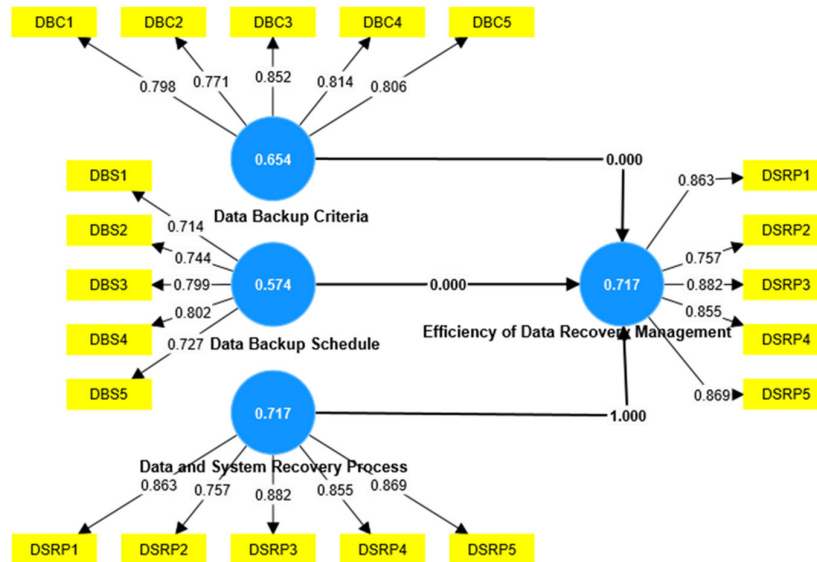 DBC1 DBC2 DBC3 DBC4 DBC5
0.798 0.771 0.852 0.814 0.806
0.654
Data Backup Criteria
0.000
DBS1
DBS2
DBS3
DBS4
DBS5
0.714
0.744
0.799
0.802
0.727
0.574
Data Backup Schedule
0.000
0.717
Efficiency of Data Recovery Management
0.863
0.757
0.882
0.855
0.869
DSRP1
DSRP2
DSRP3
DSRP4
DSRP5
0.717
Data and System Recovery Process
1.000
0.863 0.757 0.882 0.855 0.869
DSRP1 DSRP2 DSRP3 DSRP4 DSRP5